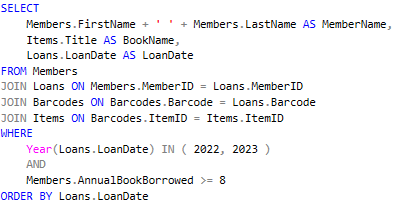 SELECT
Members.FirstName + ' ' + Members.LastName AS MemberName,
Items.Title AS BookName,
Loans.LoanDate AS LoanDate
FROM Members
JOIN Loans ON Members.MemberID = Loans.MemberID
JOIN Barcodes ON Barcodes.Barcode = Loans.Barcode
JOIN Items ON Barcodes.ItemID = Items.ItemID
WHERE
Year(Loans.LoanDate) IN ( 2022, 2023 )
AND
Members.AnnualBookBorrowed >= 8
ORDER BY Loans.LoanDate